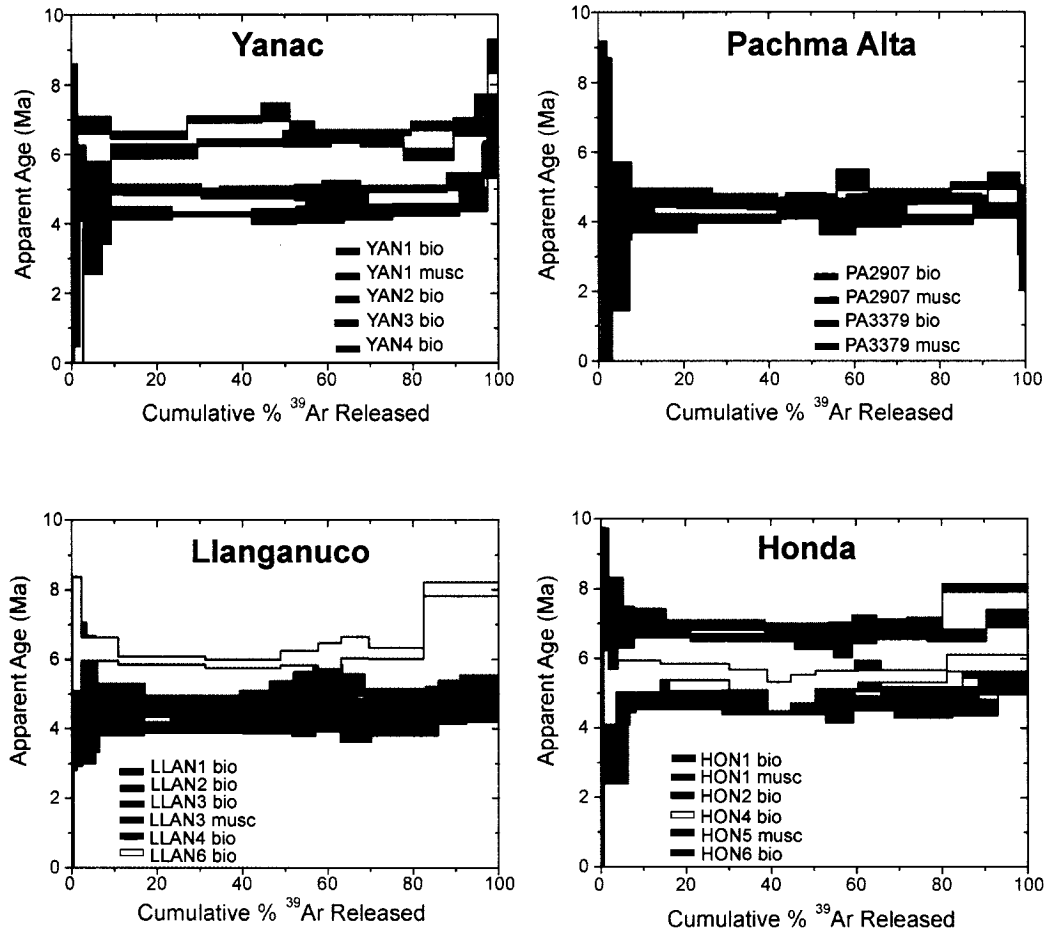 Yanac
10
8
6
4
2
0
Apparent Age (Ma)
YAN1 bio
YAN1 musc
YAN2 bio
YAN3 bio
YAN4 bio
0 20 40 60 80 100
Cumulative % ³⁹Ar Released
Pachma Alta
10
8
6
4
2
0
Apparent Age (Ma)
PA2907 bio
PA2907 musc
PA3379 bio
PA3379 musc
0 20 40 60 80 100
Cumulative % ³⁹Ar Released
Llanganuco
10
8
6
4
2
0
Apparent Age (Ma)
LLAN1 bio
LLAN2 bio
LLAN3 bio
LLAN3 musc
LLAN4 bio
LLAN6 bio
0 20 40 60 80 100
Cumulative % ³⁹Ar Released
Honda
10
8
6
4
2
0
Apparent Age (Ma)
HON1 bio
HON1 musc
HON2 bio
HON4 bio
HON5 musc
HON6 bio
0 20 40 60 80 100
Cumulative % ³⁹Ar Released